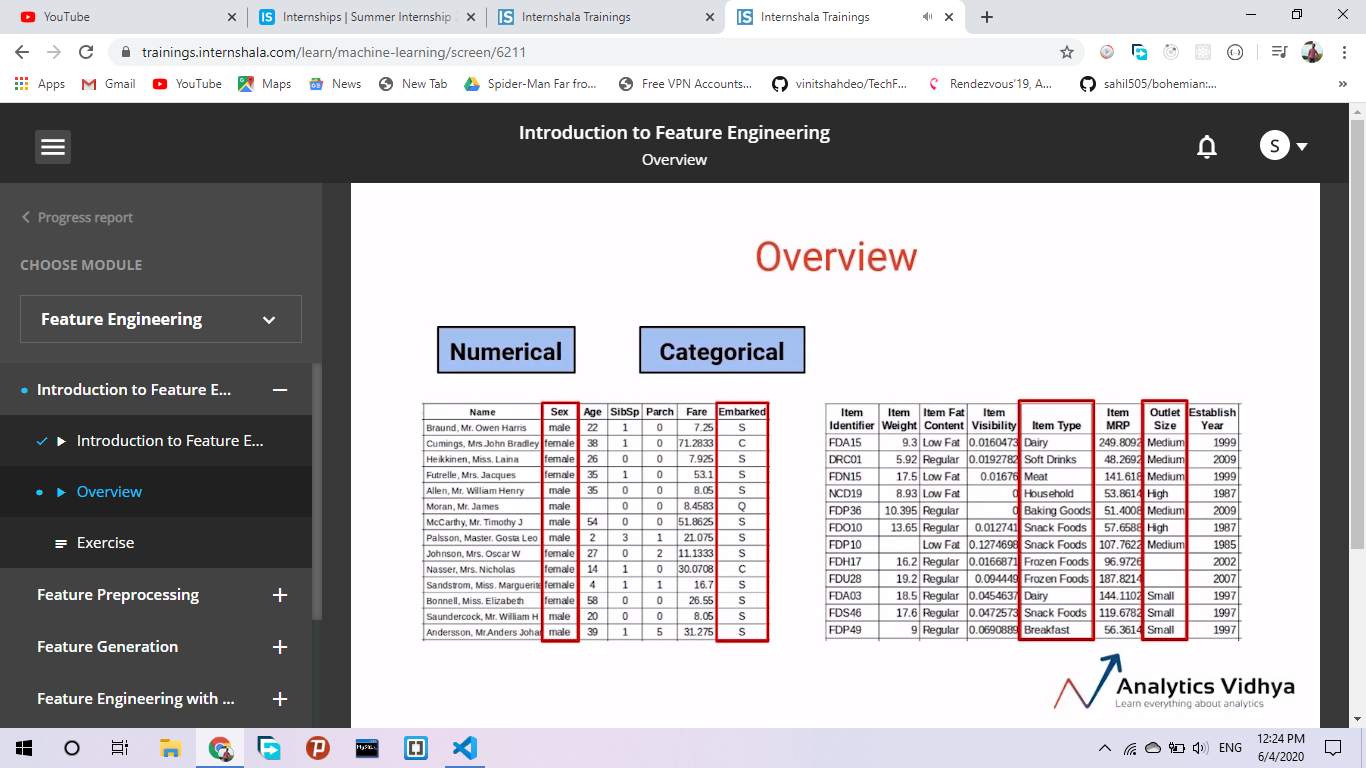 YouTube
Internships | Summer Internship
Internshala Trainings
Internshala Trainings
trainings.internshala.com/learn/machine-learning/screen/6211
Apps Gmail YouTube Maps News New Tab Spider-Man Far fro... Free VPN Accounts... vinitshahdeo/TechF... Rendezvous'19, A... sahil505/bohemian:... »
Introduction to Feature Engineering
Overview
S
Progress report
CHOOSE MODULE
Feature Engineering
Introduction to Feature E...
Introduction to Feature E...
Overview
Exercise
Feature Preprocessing
Feature Generation
Feature Engineering with ...
Overview
Numerical Categorical
Name Sex Age SibSp Parch Fare Embarked
Braund, Mr. Owen Harris male 22 1 0 7.25 S
Cumings, Mrs.John Bradley female 38 1 0 71.2833 C
Heikkinen, Miss. Laina female 26 0 0 7.925 S
Futrelle, Mrs. Jacques female 35 1 0 53.1 S
Allen, Mr. William Henry male 35 0 0 8.05 S
Moran, Mr. James male 0 0 8.4583 Q
McCarthy, Mr. Timothy J male 54 0 0 51.8625 S
Palsson, Master. Gosta Leo male 2 3 1 21.075 S
Johnson, Mrs. Oscar W female 27 0 2 11.1333 S
Nasser, Mrs. Nicholas female 14 1 0 30.0708 C
Sandstrom, Miss. Marguerite female 4 1 1 16.7 S
Bonnell, Miss. Elizabeth female 58 0 0 26.55 S
Saundercock, Mr. William H male 20 0 0 8.05 S
Andersson, Mr.Anders Johan male 39 1 5 31.275 S
Item Item Item Fat Item Item Outlet Establish
Identifier Weight Content Visibility Item Type MRP Size Year
FDA15 9.3 Low Fat 0.0160473 Dairy 249.8092 Medium 1999
DRC01 5.92 Regular 0.0192782 Soft Drinks 48.2692 Medium 2009
FDN15 17.5 Low Fat 0.01676 Meat 141.618 Medium 1999
NCD19 8.93 Low Fat 0 Household 53.8614 High 1987
FDP36 10.395 Regular 0 Baking Goods 51.4008 Medium 2009
FDO10 13.65 Regular 0.012741 Snack Foods 57.6588 High 1987
FDP10 Low Fat 0.1274698 Snack Foods 107.7622 Medium 1985
FDH17 16.2 Regular 0.0166871 Frozen Foods 96.9726 2002
FDU28 19.2 Regular 0.094449 Frozen Foods 187.8214 2007
FDA03 18.5 Regular 0.0454637 Dairy 144.1102 Small 1997
FDS46 17.6 Regular 0.0472573 Snack Foods 119.6782 Small 1997
FDP49 9 Regular 0.0690889 Breakfast 56.3614 Small 1997
Analytics Vidhya
Learn everything about analytics
ENG
12:24 PM
6/4/2020